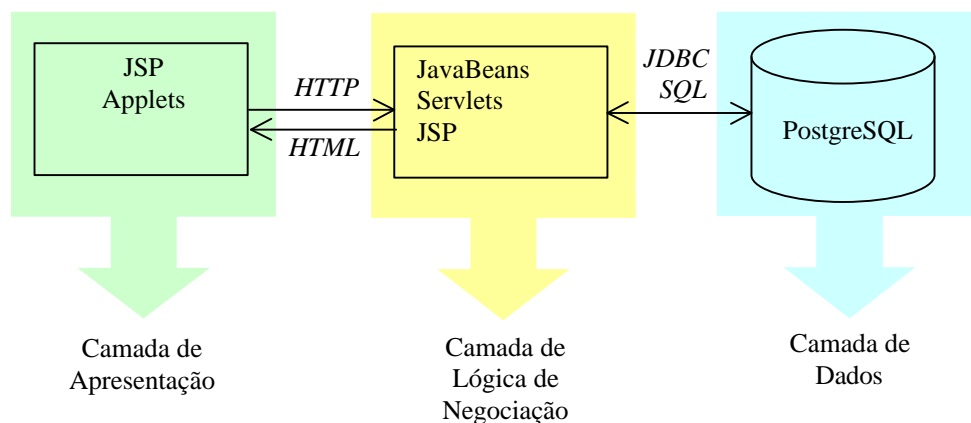 JSP
Applets
HTTP
HTML
JavaBeans
Servlets
JSP
JDBC
SQL
PostgreSQL
Camada de
Apresentação
Camada de
Lógica de
Negociação
Camada de
Dados